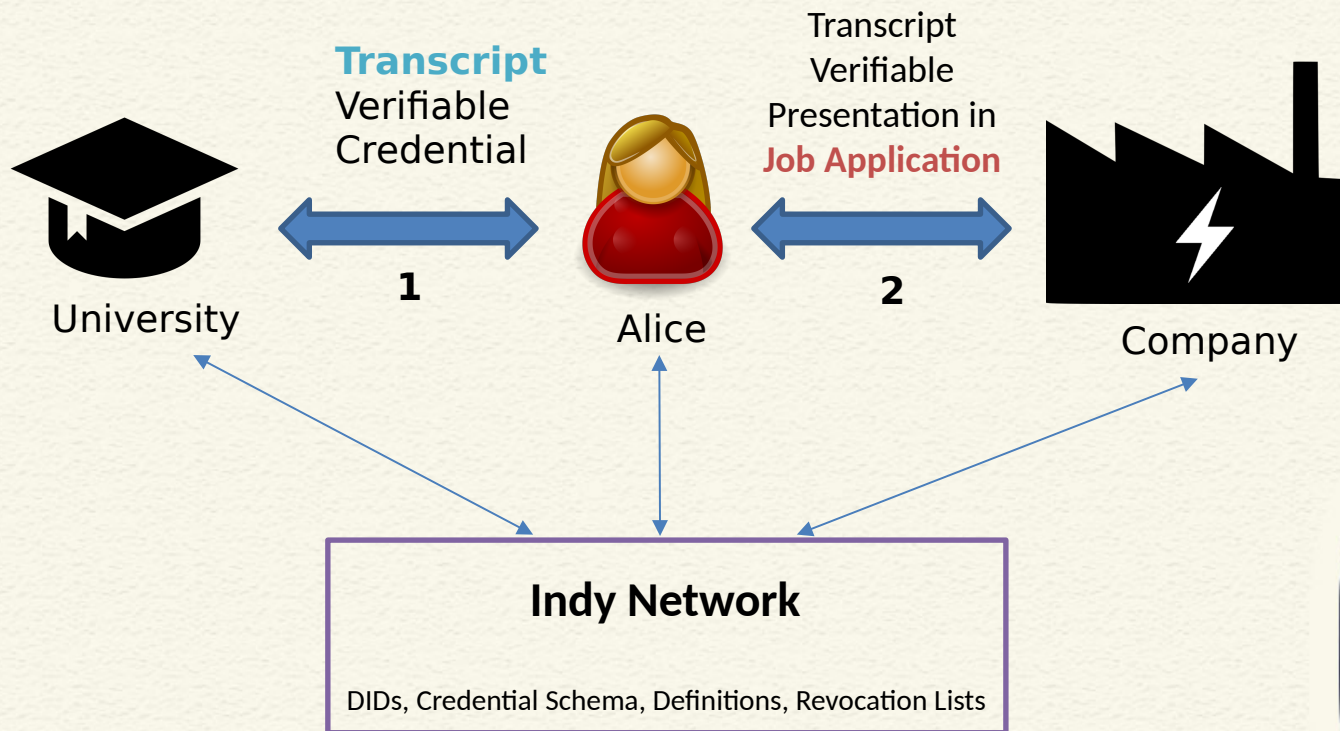 Transcript
Verifiable
Credential
Transcript
Verifiable
Presentation in
Job Application
1
2
University
Alice
Company
Indy Network
DIDs, Credential Schema, Definitions, Revocation Lists